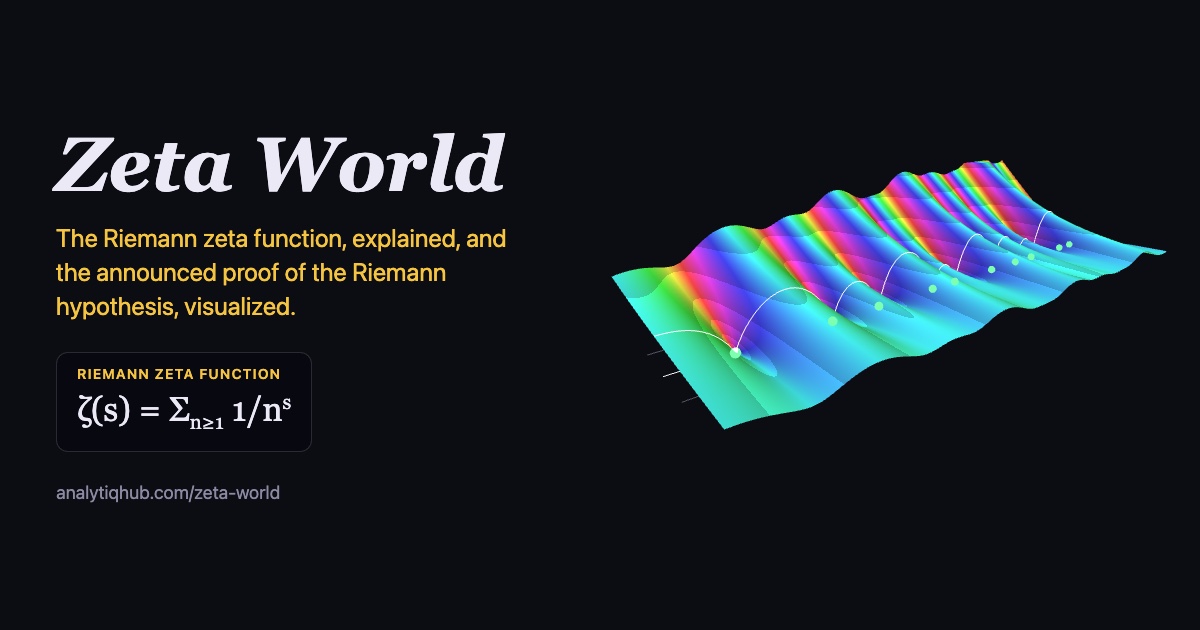 Zeta World
The Riemann zeta function, explained, and
the announced proof of the Riemann
hypothesis, visualized.
RIEMANN ZETA FUNCTION
ζ(s) = Σₙ≥₁ 1/nˢ
analytiqhub.com/zeta-world